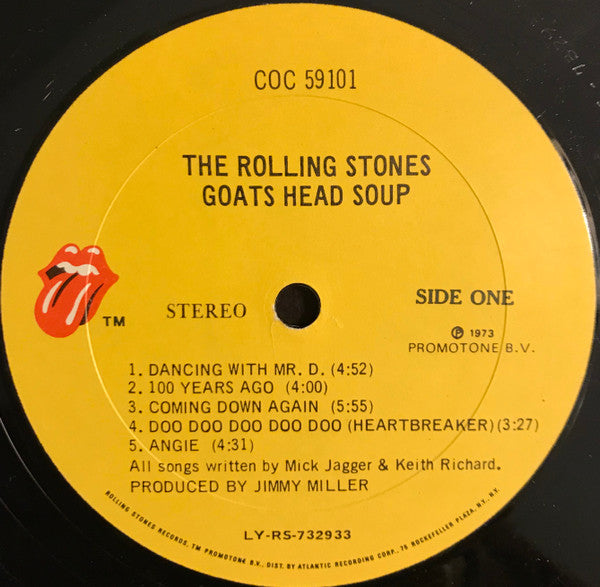 COC 59101
THE ROLLING STONES
GOATS HEAD SOUP
TM
STEREO
SIDE ONE
Ⓟ 1973
PROMOTONE B.V.
1. DANCING WITH MR. D. (4:52)
2. 100 YEARS AGO (4:00)
3. COMING DOWN AGAIN (5:55)
4. DOO DOO DOO DOO DOO (HEARTBREAKER) (3:27)
5. ANGIE (4:31)
All songs written by Mick Jagger & Keith Richard.
PRODUCED BY JIMMY MILLER
LY-RS-732933
ROLLING STONES RECORDS, TM PROMOTONE B.V., DIST. BY ATLANTIC RECORDING CORP., 75 ROCKEFELLER PLAZA, N.Y., N.Y.